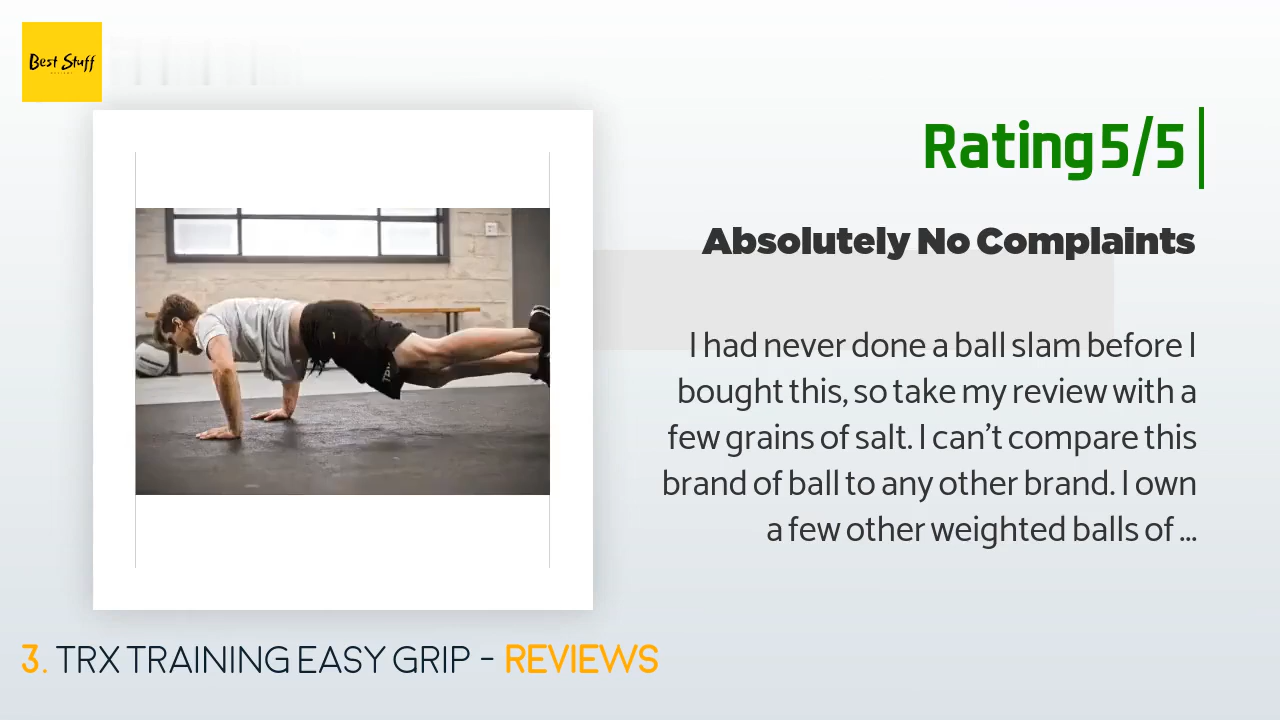 Best Stuff
Rating 5/5
Absolutely No Complaints
I had never done a ball slam before I
bought this, so take my review with a
few grains of salt. I can't compare this
brand of ball to any other brand. I own
a few other weighted balls of ...
3. TRX TRAINING EASY GRIP - REVIEWS